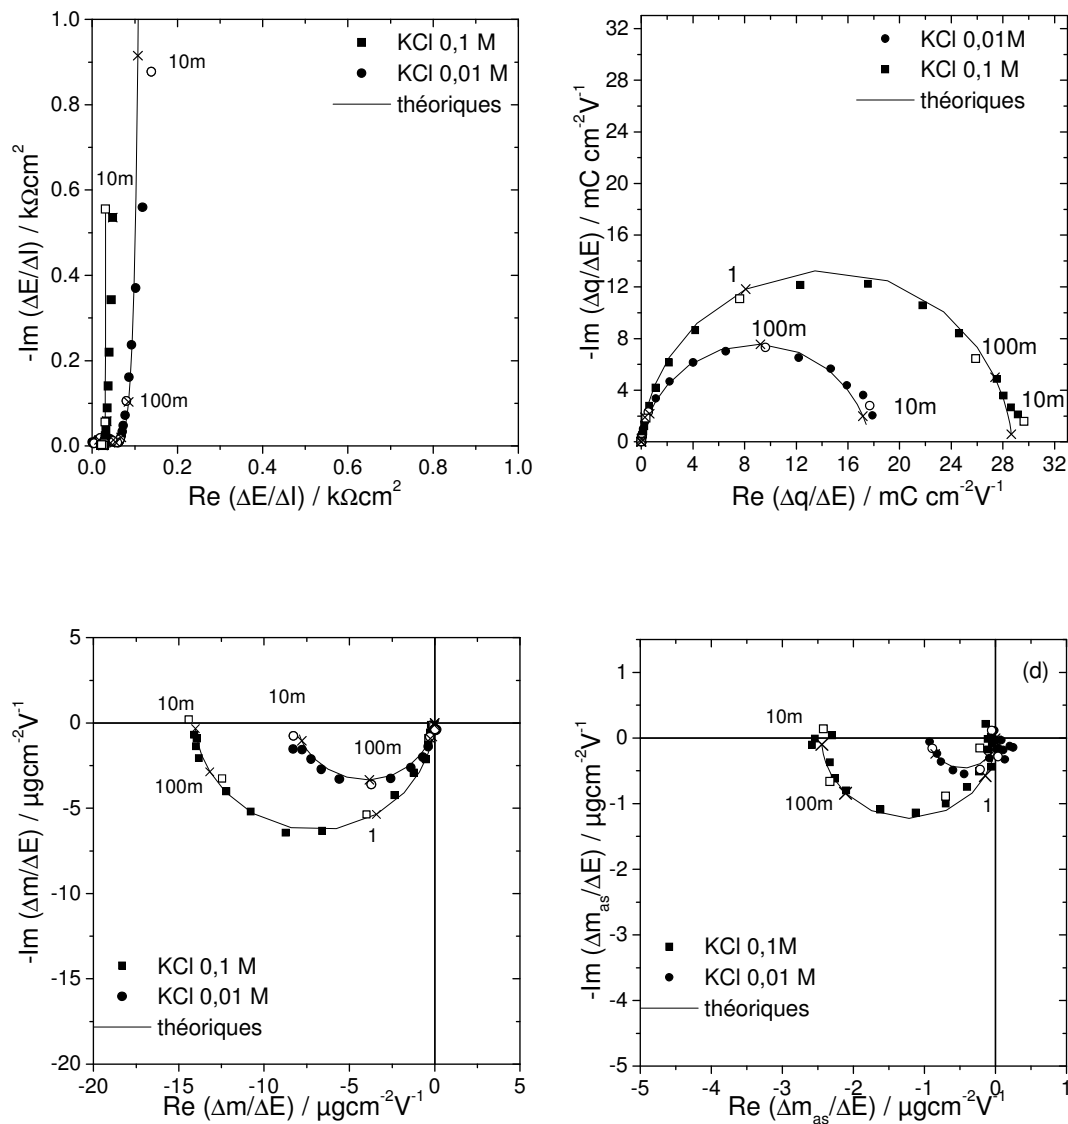 KCl 0,1 M
KCl 0,01 M
théoriques
10m
10m
100m
-Im (ΔE/ΔI) / kΩcm²
1.0
0.8
0.6
0.4
0.2
0.0
0.0 0.2 0.4 0.6 0.8 1.0
Re (ΔE/ΔI) / kΩcm²
KCl 0,01M
KCl 0,1 M
théoriques
1
100m
100m
10m
10m
-Im (Δq/ΔE) / mC cm⁻²V⁻¹
32
28
24
20
16
12
8
4
0
0 4 8 12 16 20 24 28 32
Re (Δq/ΔE) / mC cm⁻²V⁻¹
10m
10m
100m
100m
1
KCl 0,1 M
KCl 0,01 M
théoriques
-Im (Δm/ΔE) / µgcm⁻²V⁻¹
5
0
-5
-10
-15
-20
-20 -15 -10 -5 0 5
Re (Δm/ΔE) / µgcm⁻²V⁻¹
(d)
10m
100m
1
KCl 0,1M
KCl 0,01 M
théoriques
-Im (Δmas/ΔE) / µgcm⁻²V⁻¹
1
0
-1
-2
-3
-4
-5
-5 -4 -3 -2 -1 0 1
Re (Δmas/ΔE) / µgcm⁻²V⁻¹